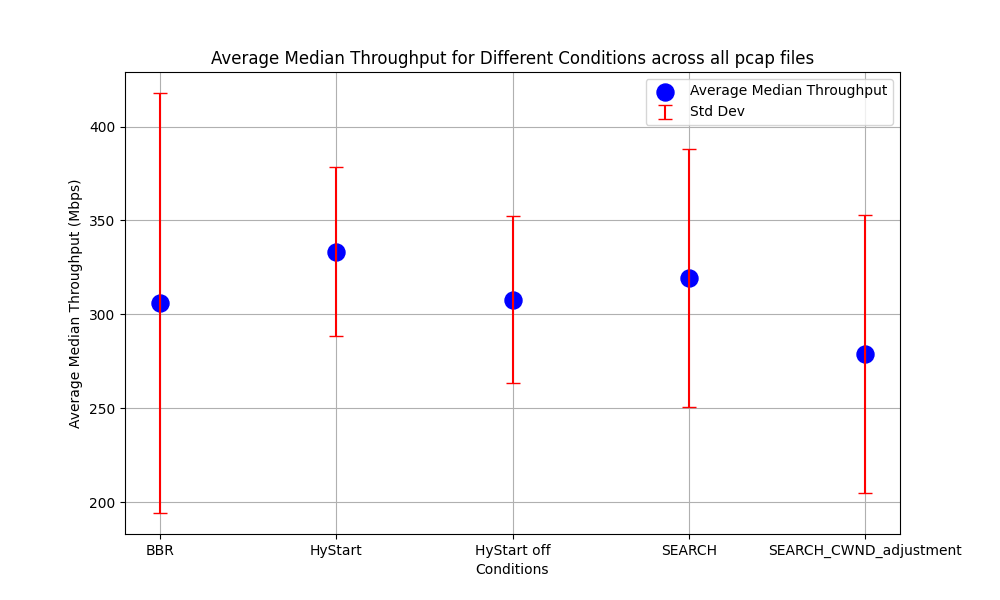 Average Median Throughput for Different Conditions across all pcap files
Average Median Throughput
Std Dev
Average Median Throughput (Mbps)
400
350
300
250
200
BBR
HyStart
HyStart off
SEARCH
SEARCH_CWND_adjustment
Conditions